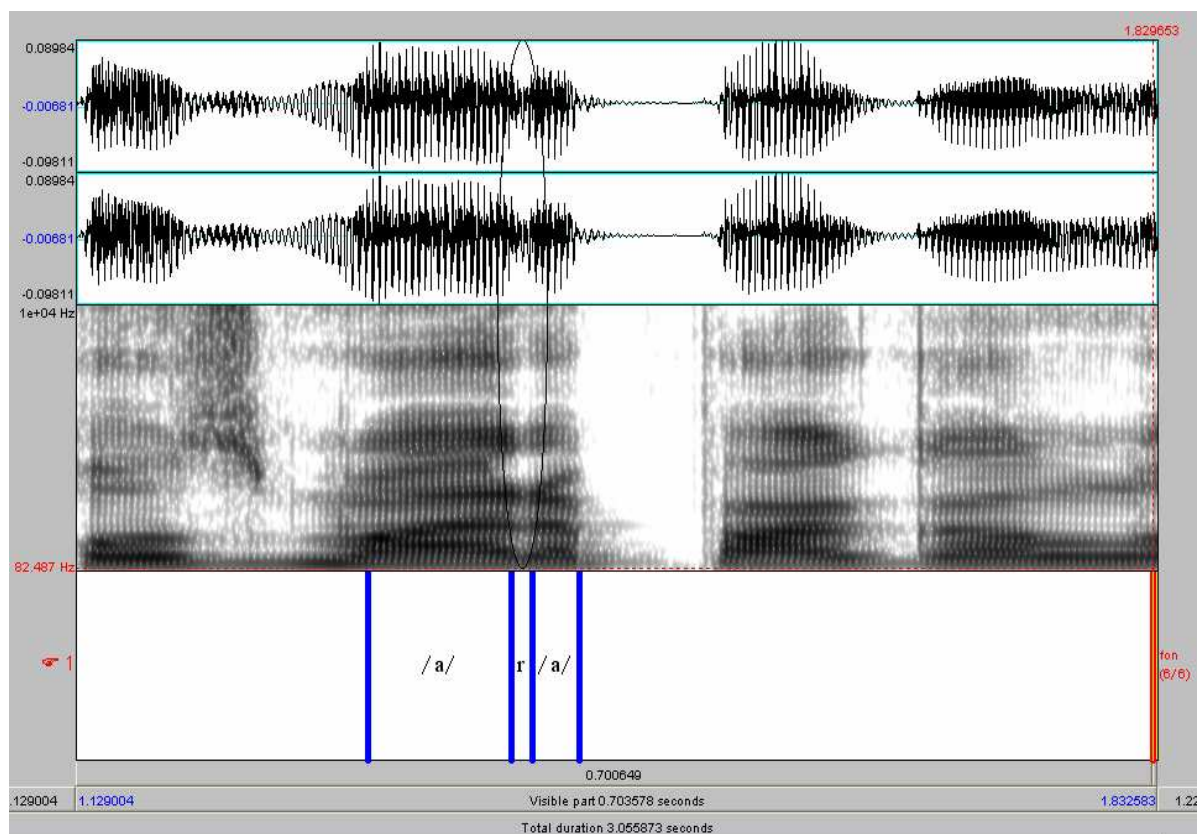 1.829653
0.08984
-0.00681
-0.09811
0.08984
-0.00681
-0.09811
1e+04 Hz
82.487 Hz
1 /a/ r /a/ fon
(6/6)
0.700649
.129004 1.129004 Visible part 0.703578 seconds 1.832583 1.22
Total duration 3.055873 seconds